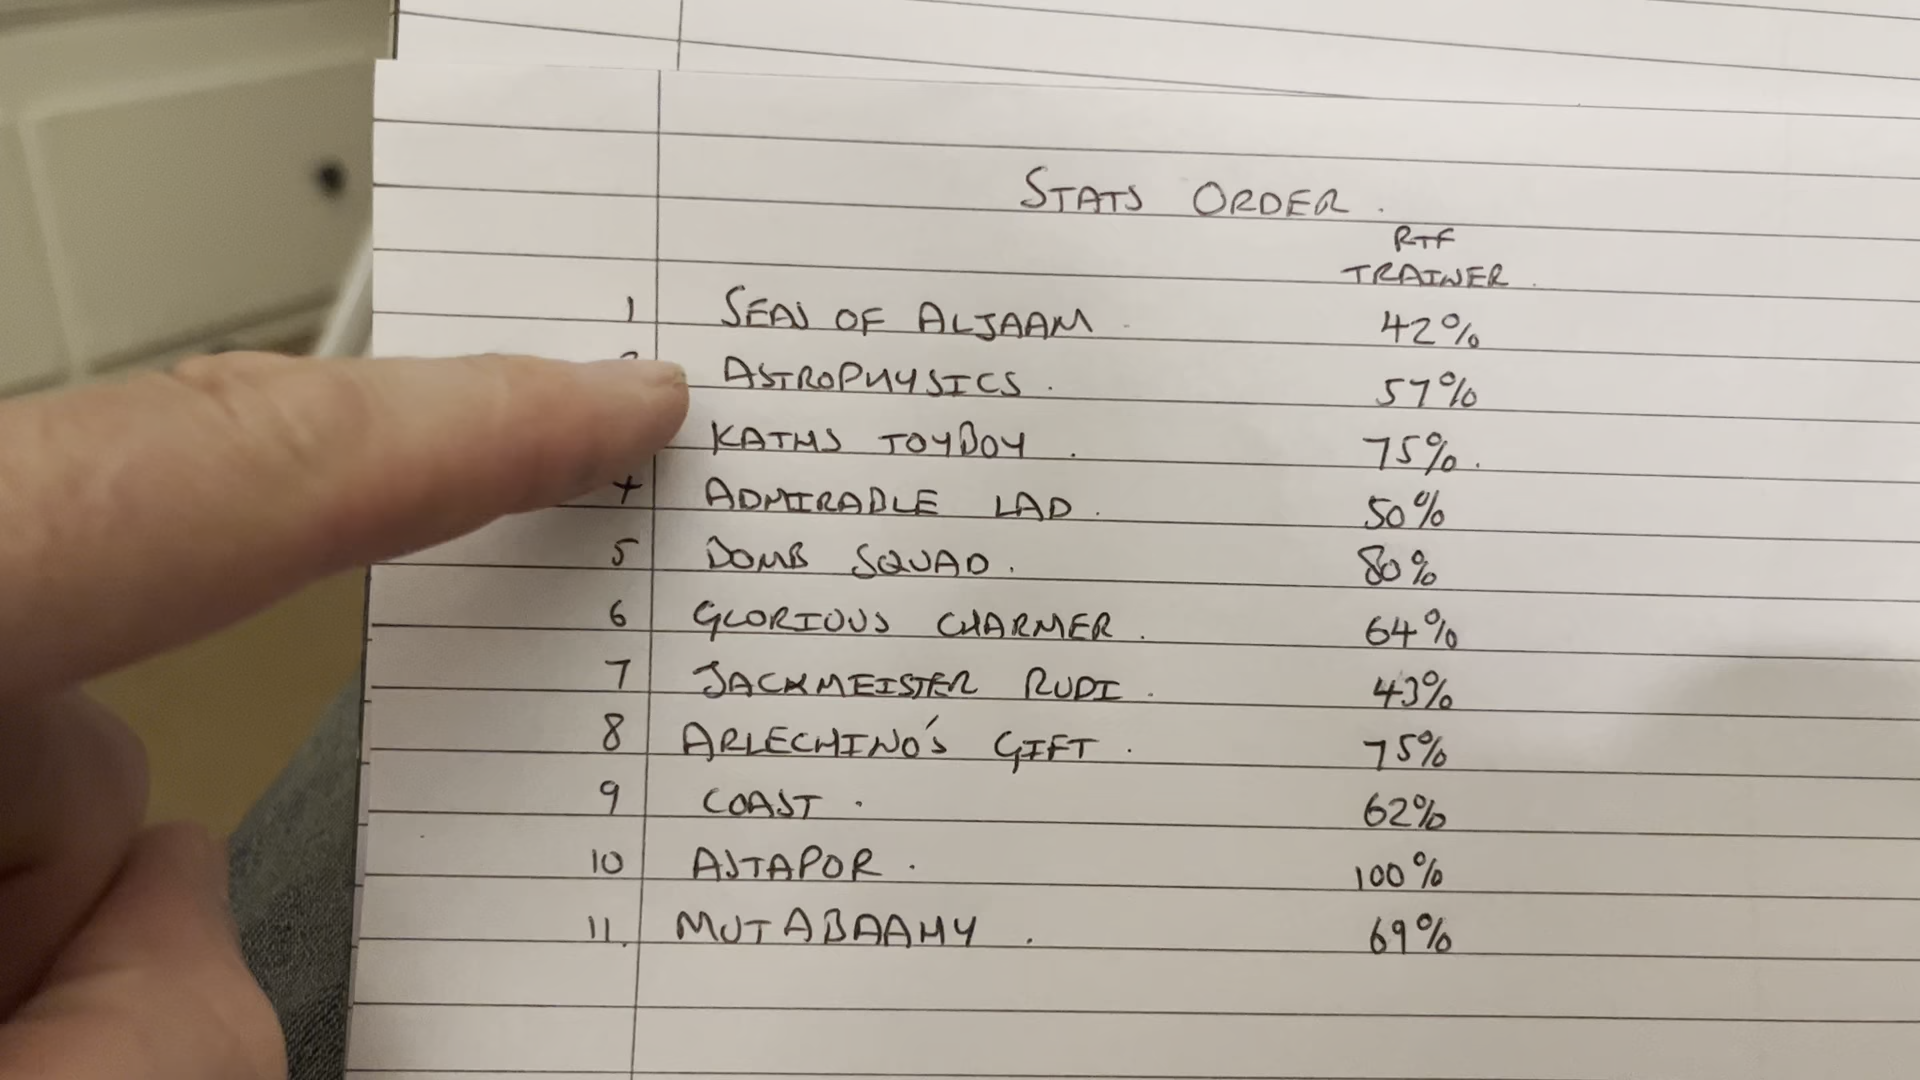 STATS ORDER.
RTF
TRAINER.
1 SEAS OF ALJAAM. 42%
ASTROPHYSICS. 57%
KATHS TOYBOY. 75%.
4 ADMIRABLE LAD. 50%
5 BOMB SQUAD. 80%
6 GLORIOUS CHARMER. 64%
7 JACKMEISTER RUDI. 43%
8 ARLECHINO'S GIFT. 75%
9 COAST. 62%
10 ASTAPOR. 100%
11. MUTABAAHY. 69%